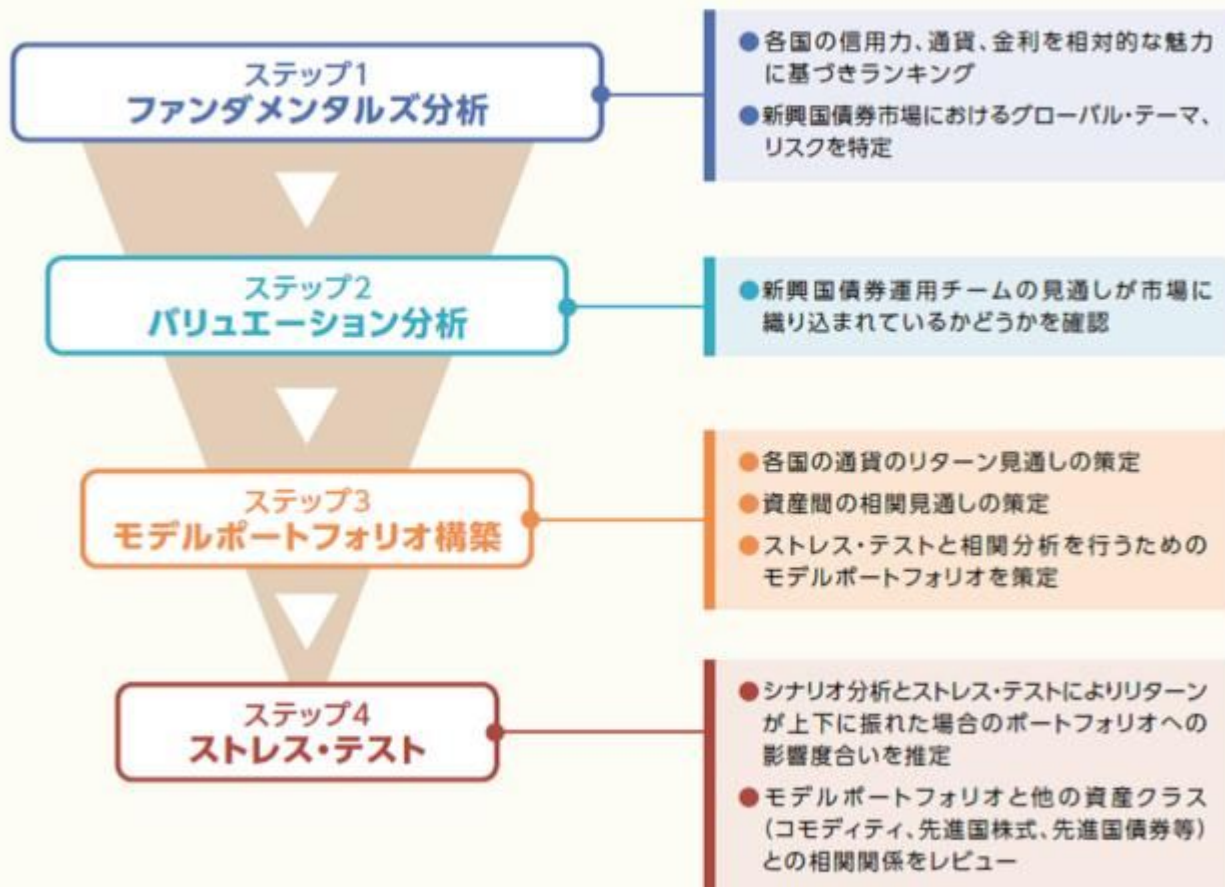 ステップ1
ファンダメンタルズ分析
●各国の信用力、通貨、金利を相対的な魅力
に基づきランキング
●新興国債券市場におけるグローバル・テーマ、
リスクを特定
ステップ2
バリュエーション分析
●新興国債券運用チームの見通しが市場に
織り込まれているかどうかを確認
ステップ3
モデルポートフォリオ構築
●各国の通貨のリターン見通しの策定
●資産間の相関見通しの策定
●ストレス・テストと相関分析を行うための
モデルポートフォリオを策定
ステップ4
ストレス・テスト
●シナリオ分析とストレス・テストによりリターン
が上下に振れた場合のポートフォリオへの
影響度合いを推定
●モデルポートフォリオと他の資産クラス
(コモディティ、先進国株式、先進国債券等)
との相関関係をレビュー